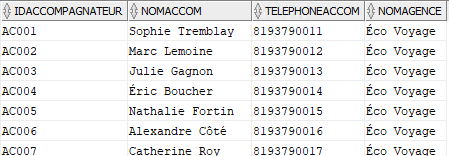 IDACCOMPAGNATEUR NOMACCOM TELEPHONEACCOM NOMAGENCE
AC001 Sophie Tremblay 8193790011 Éco Voyage
AC002 Marc Lemoine 8193790012 Éco Voyage
AC003 Julie Gagnon 8193790013 Éco Voyage
AC004 Éric Boucher 8193790014 Éco Voyage
AC005 Nathalie Fortin 8193790015 Éco Voyage
AC006 Alexandre Côté 8193790016 Éco Voyage
AC007 Catherine Roy 8193790017 Éco Voyage